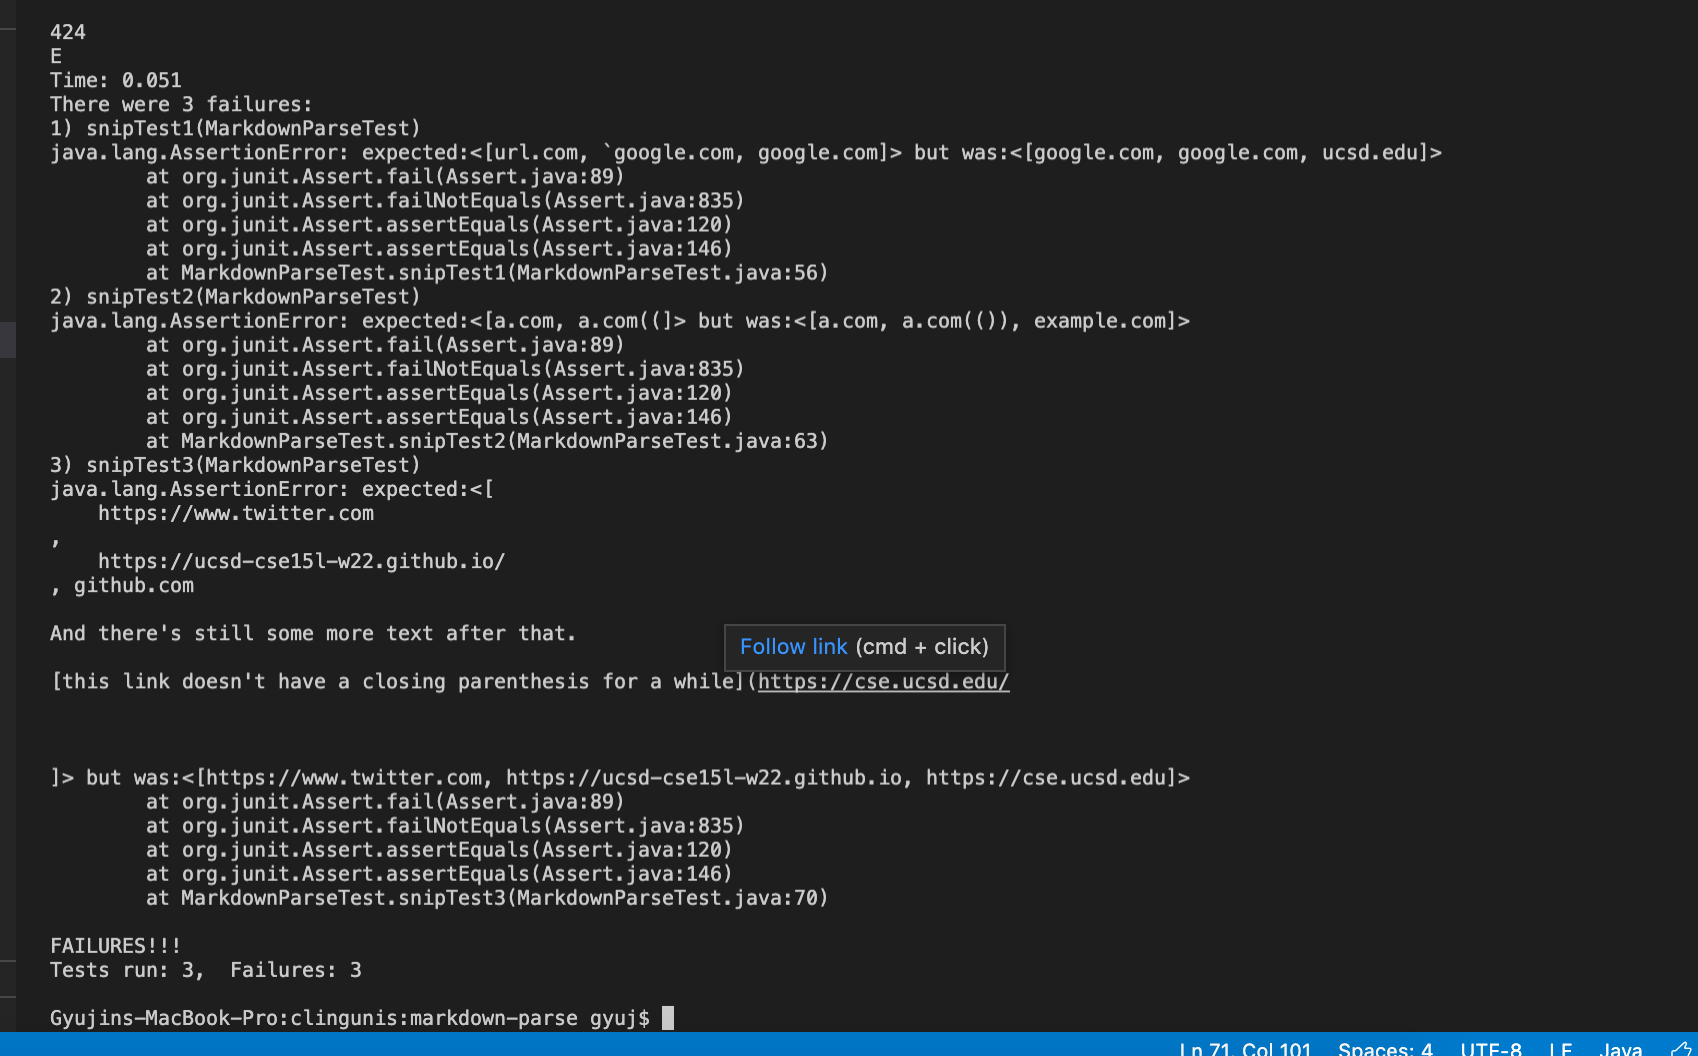 424
E
Time: 0.051
There were 3 failures:
1) snipTest1(MarkdownParseTest)
java.lang.AssertionError: expected:<[url.com, `google.com, google.com]> but was:<[google.com, google.com, ucsd.edu]>
        at org.junit.Assert.fail(Assert.java:89)
        at org.junit.Assert.failNotEquals(Assert.java:835)
        at org.junit.Assert.assertEquals(Assert.java:120)
        at org.junit.Assert.assertEquals(Assert.java:146)
        at MarkdownParseTest.snipTest1(MarkdownParseTest.java:56)
2) snipTest2(MarkdownParseTest)
java.lang.AssertionError: expected:<[a.com, a.com((]> but was:<[a.com, a.com(()), example.com]>
        at org.junit.Assert.fail(Assert.java:89)
        at org.junit.Assert.failNotEquals(Assert.java:835)
        at org.junit.Assert.assertEquals(Assert.java:120)
        at org.junit.Assert.assertEquals(Assert.java:146)
        at MarkdownParseTest.snipTest2(MarkdownParseTest.java:63)
3) snipTest3(MarkdownParseTest)
java.lang.AssertionError: expected:<[
    https://www.twitter.com
,
    https://ucsd-cse15l-w22.github.io/
, github.com
And there's still some more text after that.
Follow link (cmd + click)
[this link doesn't have a closing parenthesis for a while](https://cse.ucsd.edu/
]> but was:<[https://www.twitter.com, https://ucsd-cse15l-w22.github.io, https://cse.ucsd.edu]>
        at org.junit.Assert.fail(Assert.java:89)
        at org.junit.Assert.failNotEquals(Assert.java:835)
        at org.junit.Assert.assertEquals(Assert.java:120)
        at org.junit.Assert.assertEquals(Assert.java:146)
        at MarkdownParseTest.snipTest3(MarkdownParseTest.java:70)
FAILURES!!!
Tests run: 3,  Failures: 3
Gyujins-MacBook-Pro:clingunis:markdown-parse gyuj$
Ln 71, Col 101 Spaces: 4 UTF-8 LF Java